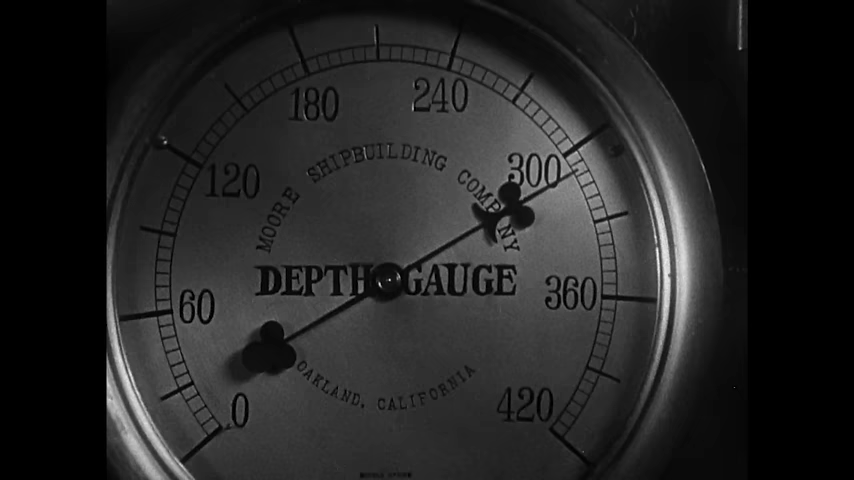 180
240
120
300
MOORE SHIPBUILDING COMPANY
DEPTH GAUGE
60
360
OAKLAND, CALIFORNIA
0
420